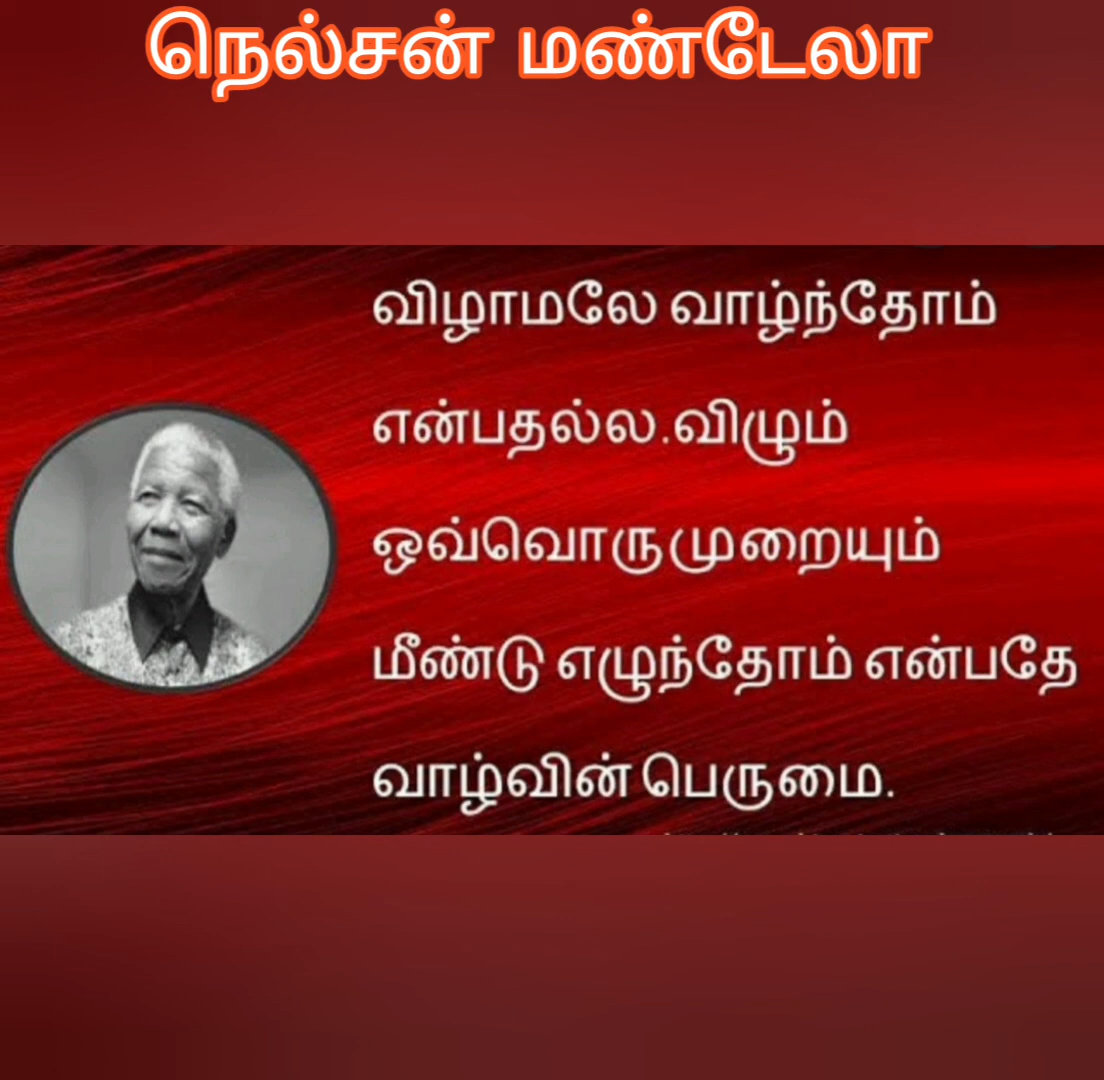 நெல்சன் மண்டேலா
விழாமலே வாழ்ந்தோம்
என்பதல்ல.விழும்
ஒவ்வொரு முறையும்
மீண்டு எழுந்தோம் என்பதே
வாழ்வின் பெருமை.